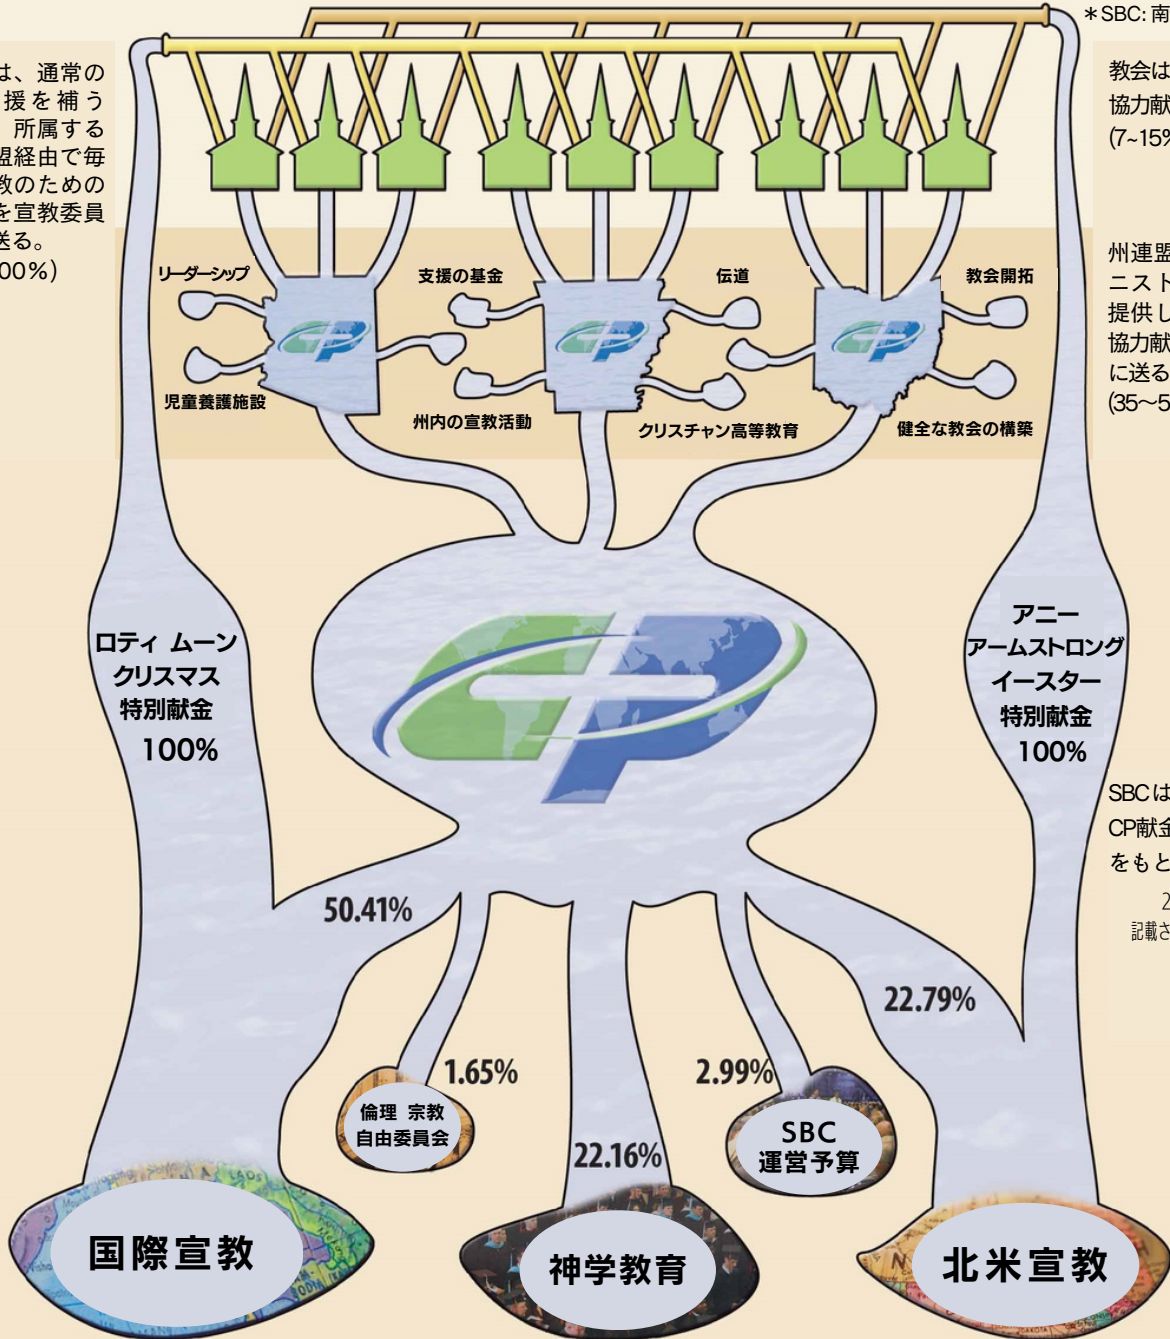 *SBC: 南
は、通常の
援を補う
所属する
盟経由で毎
教のための
を宣教委員
送る。
00%)
教会は
協力献
(7~15%
州連盟
ニスト
提供し
協力献
に送る
(35〜5
リーダーシップ
支援の基金
伝道
教会開拓
児童養護施設
州内の宣教活動
クリスチャン高等教育
健全な教会の構築
ロティ ムーン
クリスマス
特別献金
100%
アニー
アームストロング
イースター
特別献金
100%
SBCは
CP献金
をもと
2
記載さ
50.41%
22.79%
1.65%
2.99%
倫理 宗教
自由委員会
SBC
運営予算
22.16%
国際宣教
神学教育
北米宣教
LAOS